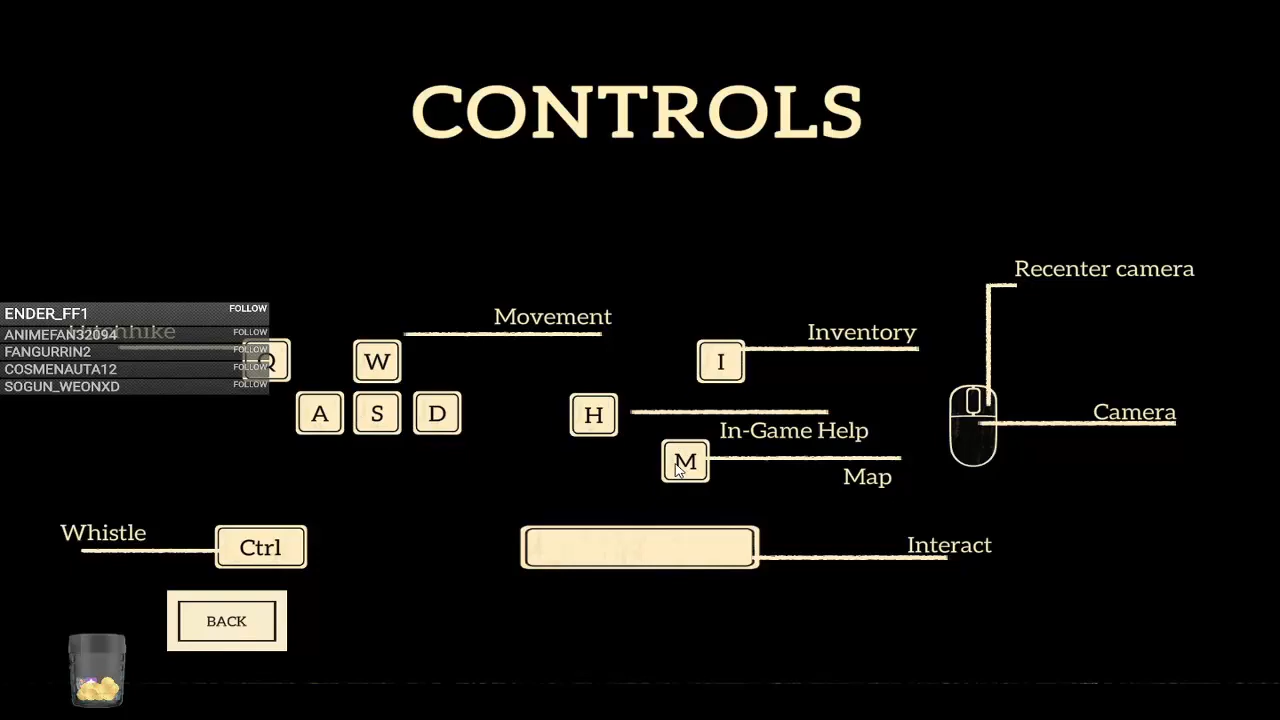 CONTROLS
Recenter camera
ENDER_FF1 FOLLOW
Hitchhike
ANIMEFAN32094 FOLLOW
FANGURRIN2 FOLLOW
COSMENAUTA12 FOLLOW
SOGUN_WEONXD FOLLOW
Q
W
Movement
I
Inventory
A
S
D
H
In-Game Help
Camera
M
Map
Whistle
Ctrl
Interact
BACK